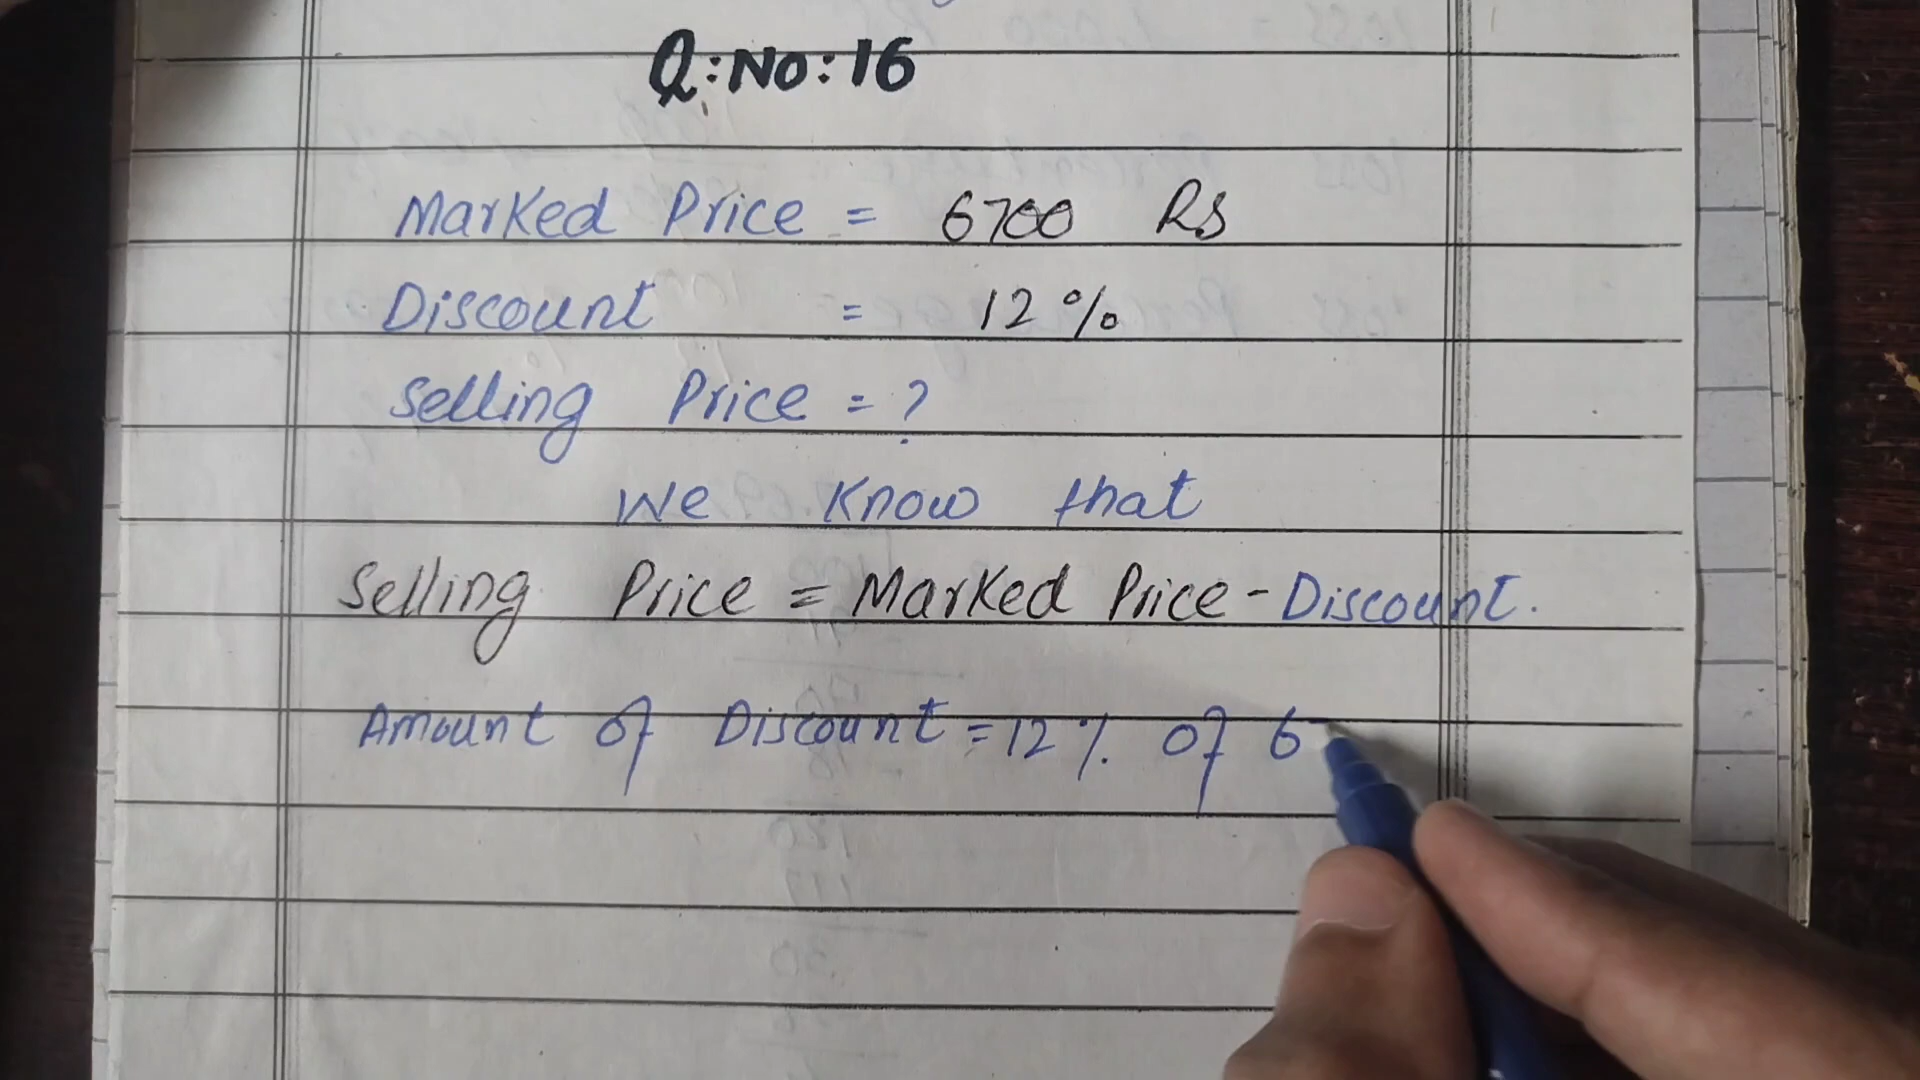 Q:No:16
Marked Price = 6700 RS
Discount = 12%
Selling Price = ?
We Know that
Selling Price = Marked Price - Discount.
Amount of Discount = 12% of 6